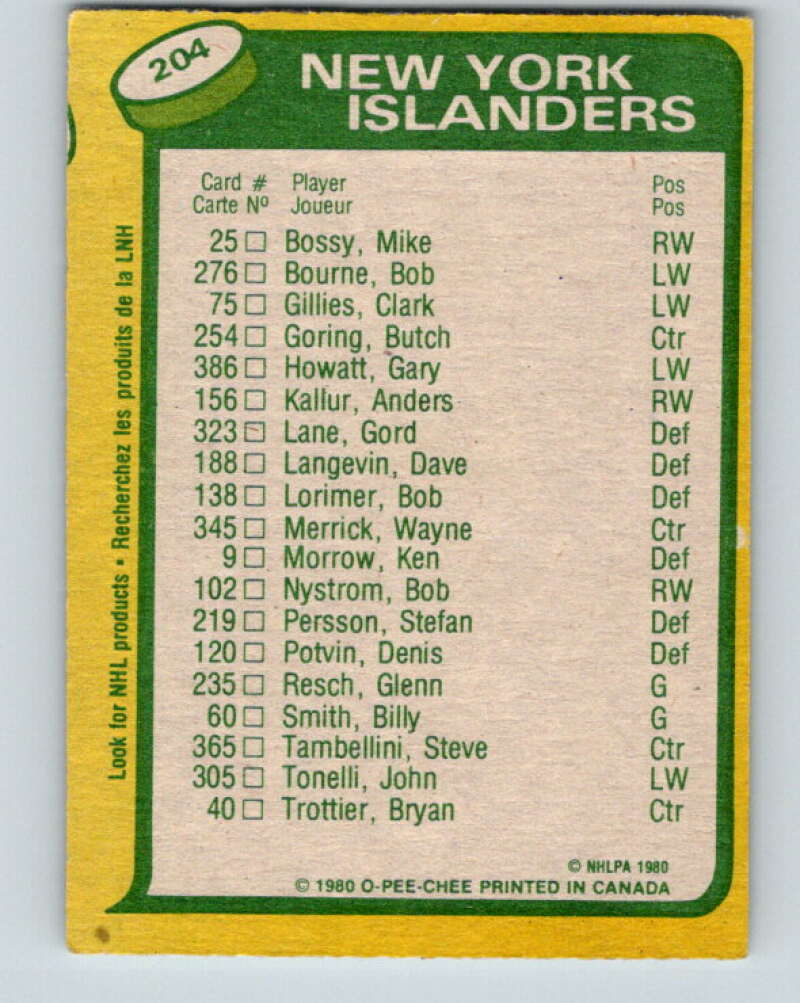 204
NEW YORK
ISLANDERS
Card # Player Pos
Carte Nº Joueur Pos
25 □ Bossy, Mike RW
276 □ Bourne, Bob LW
75 □ Gillies, Clark LW
254 □ Goring, Butch Ctr
386 □ Howatt, Gary LW
156 □ Kallur, Anders RW
323 □ Lane, Gord Def
188 □ Langevin, Dave Def
138 □ Lorimer, Bob Def
345 □ Merrick, Wayne Ctr
9 □ Morrow, Ken Def
102 □ Nystrom, Bob RW
219 □ Persson, Stefan Def
120 □ Potvin, Denis Def
235 □ Resch, Glenn G
60 □ Smith, Billy G
365 □ Tambellini, Steve Ctr
305 □ Tonelli, John LW
40 □ Trottier, Bryan Ctr
© NHLPA 1980
© 1980 O-PEE-CHEE PRINTED IN CANADA
Look for NHL products • Recherchez les produits de la LNH